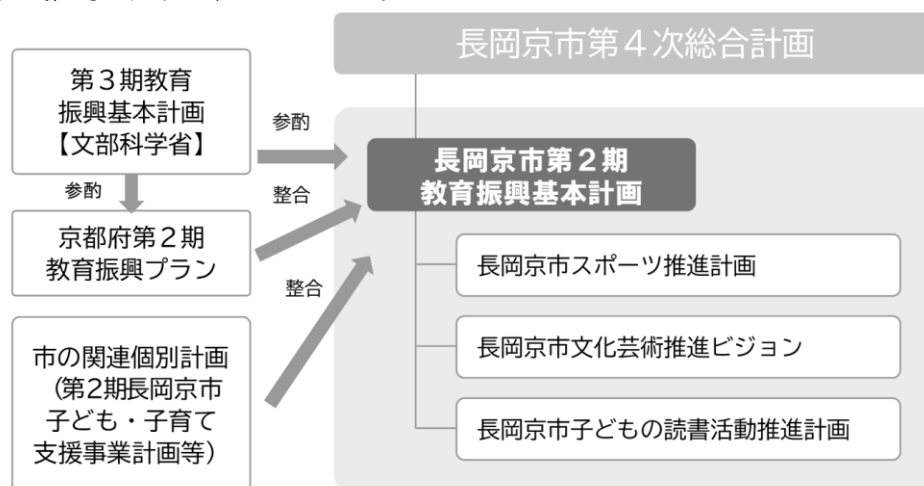 長岡京市第４次総合計画
第３期教育
振興基本計画
【文部科学省】
参酌
長岡京市第２期
教育振興基本計画
参酌
整合
京都府第２期
教育振興プラン
整合
長岡京市スポーツ推進計画
市の関連個別計画
（第2期長岡京市
子ども・子育て
支援事業計画等）
長岡京市文化芸術推進ビジョン
長岡京市子どもの読書活動推進計画